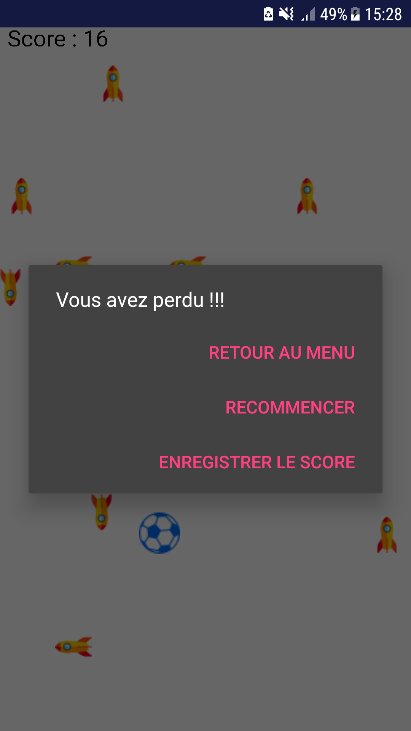 49% 15:28
Score : 16
Vous avez perdu !!!
RETOUR AU MENU
RECOMMENCER
ENREGISTRER LE SCORE